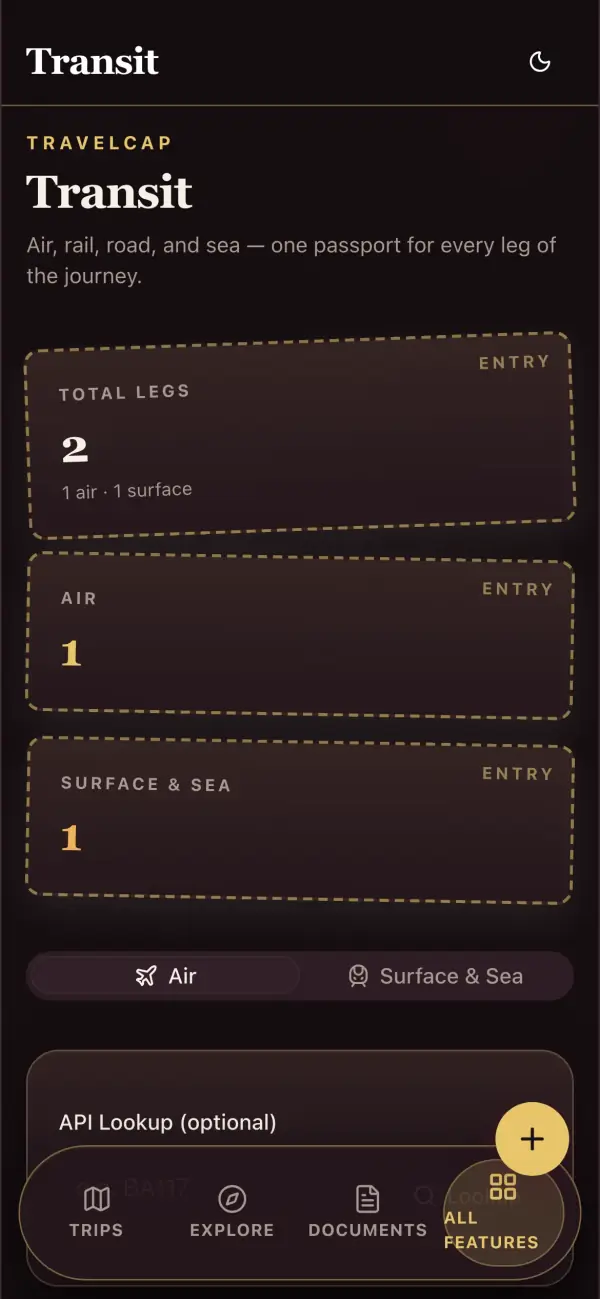 Transit
TRAVELCAP
Transit
Air, rail, road, and sea — one passport for every leg of
the journey.
ENTRY
TOTAL LEGS
2
1 air · 1 surface
ENTRY
AIR
1
ENTRY
SURFACE & SEA
1
Air
Surface & Sea
API Lookup (optional)
BA117
TRIPS
EXPLORE
DOCUMENTS
ALL
FEATURES